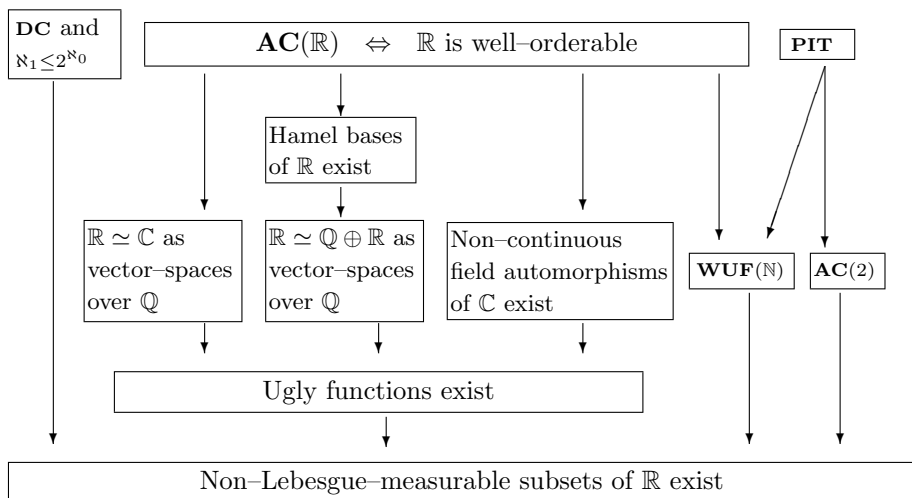 DC and
ℵ₁≤2^ℵ₀
AC(ℝ) ⇔ ℝ is well–orderable
PIT
Hamel bases
of ℝ exist
ℝ ≃ ℂ as
vector–spaces
over ℚ
ℝ ≃ ℚ ⊕ ℝ as
vector–spaces
over ℚ
Non–continuous
field automorphisms
of ℂ exist
WUF(ℕ)
AC(2)
Ugly functions exist
Non–Lebesgue–measurable subsets of ℝ exist